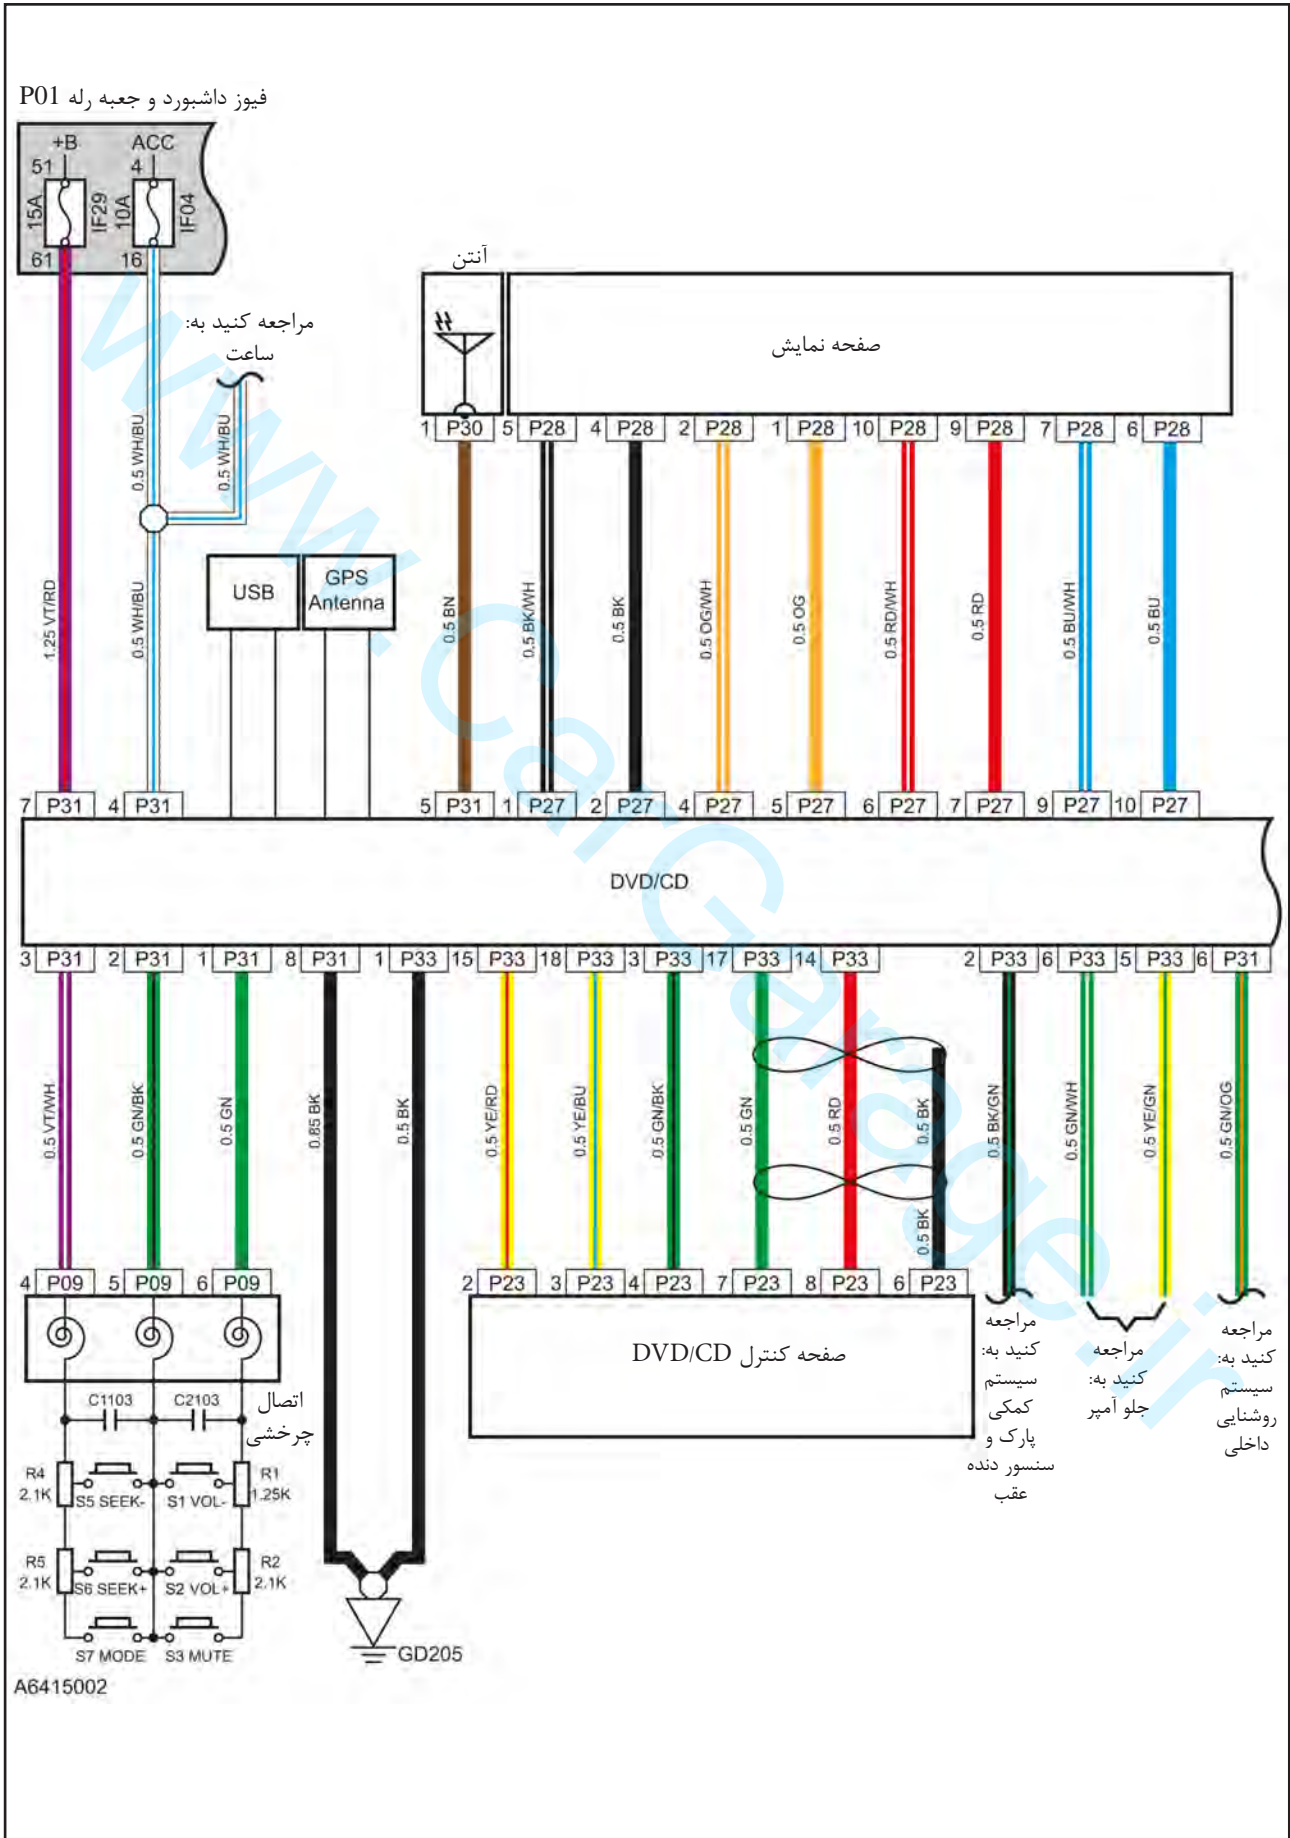 فیوز داشبورد و جعبه رله P01
+B ACC
51 4
15A IF29 10A IF04
61 16
مراجعه کنید به:
ساعت
آنتن
صفحه نمایش
1 P30 5 P28 4 P28 2 P28 1 P28 10 P28 9 P28 7 P28 6 P28
0.5 WH/BU 0.5 WH/BU
USB
GPS
Antenna
1.25 VT/RD 0.5 WH/BU 0.5 BN 0.5 BK/WH 0.5 BK 0.5 OG/WH 0.5 OG 0.5 RD/WH 0.5 RD 0.5 BU/WH 0.5 BU
7 P31 4 P31 5 P31 1 P27 2 P27 4 P27 5 P27 6 P27 7 P27 9 P27 10 P27
DVD/CD
3 P31 2 P31 1 P31 8 P31 1 P33 15 P33 18 P33 3 P33 17 P33 14 P33 2 P33 6 P33 5 P33 6 P31
0.5 VT/WH 0.5 GN/BK 0.5 GN 0.85 BK 0.5 BK 0.5 YE/RD 0.5 YE/BU 0.5 GN/BK 0.5 GN 0.5 RD 0.5 BK 0.5 BK/GN 0.5 GN/WH 0.5 YE/GN 0.5 GN/OG
0.5 BK
4 P09 5 P09 6 P09 2 P23 3 P23 4 P23 7 P23 8 P23 6 P23
صفحه کنترل DVD/CD
مراجعه
کنید به:
سیستم
کمکی
پارک و
سنسور دنده
عقب
مراجعه
کنید به:
جلو آمپر
مراجعه
کنید به:
سیستم
روشنایی
داخلی
اتصال
چرخشی
C1103 C2103
R4
2.1K
S5 SEEK- S1 VOL-
R1
1.25K
R5
2.1K
S6 SEEK+ S2 VOL+
R2
2.1K
S7 MODE S3 MUTE
GD205
A6415002
www.CarGarage.ir